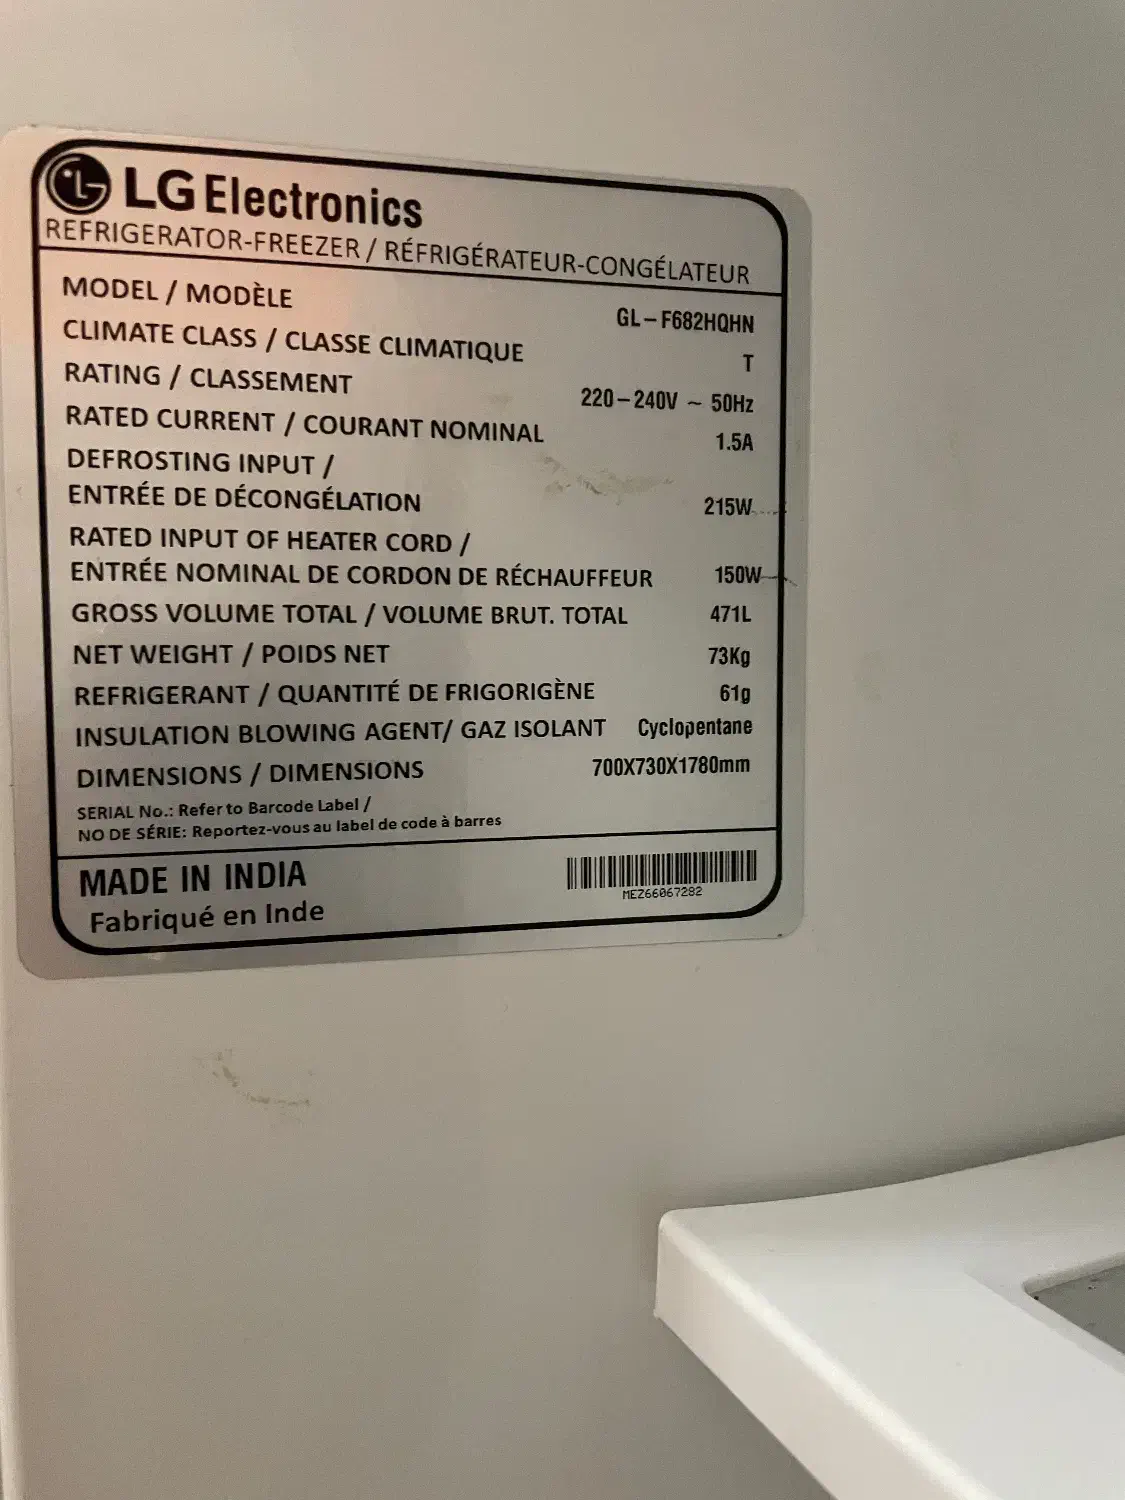 LG Electronics
REFRIGERATOR-FREEZER / RÉFRIGÉRATEUR-CONGÉLATEUR
MODEL / MODÈLE GL-F682HQHN
CLIMATE CLASS / CLASSE CLIMATIQUE T
RATING / CLASSEMENT 220-240V ~ 50Hz
RATED CURRENT / COURANT NOMINAL 1.5A
DEFROSTING INPUT /
ENTRÉE DE DÉCONGÉLATION 215W
RATED INPUT OF HEATER CORD /
ENTRÉE NOMINAL DE CORDON DE RÉCHAUFFEUR 150W
GROSS VOLUME TOTAL / VOLUME BRUT. TOTAL 471L
NET WEIGHT / POIDS NET 73Kg
REFRIGERANT / QUANTITÉ DE FRIGORIGÈNE 61g
INSULATION BLOWING AGENT/ GAZ ISOLANT Cyclopentane
DIMENSIONS / DIMENSIONS 700X730X1780mm
SERIAL No.: Refer to Barcode Label /
NO DE SÉRIE: Reportez-vous au label de code à barres
MADE IN INDIA
Fabriqué en Inde
MEZ66067282